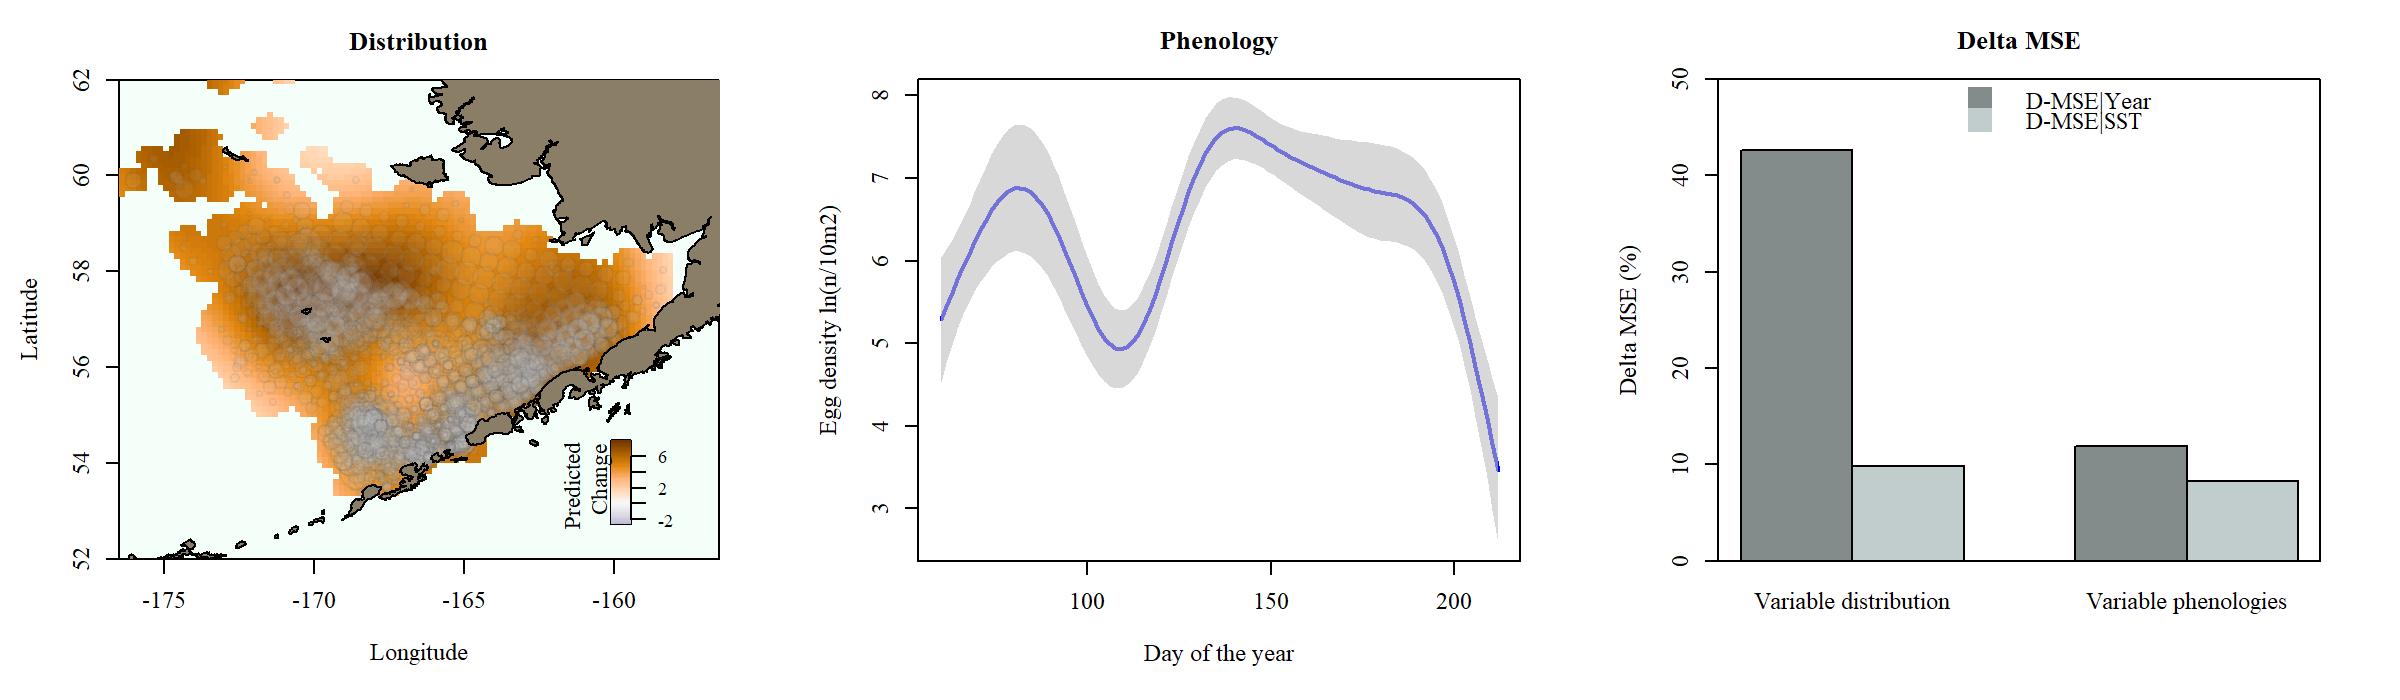 Distribution
Latitude
62
60
58
56
54
52
-175
-170
-165
-160
Longitude
Predicted
Change
6
2
-2
Phenology
Egg density ln(n/10m2)
8
7
6
5
4
3
100
150
200
Day of the year
Delta MSE
Delta MSE (%)
50
40
30
20
10
0
D-MSE|Year
D-MSE|SST
Variable distribution
Variable phenologies